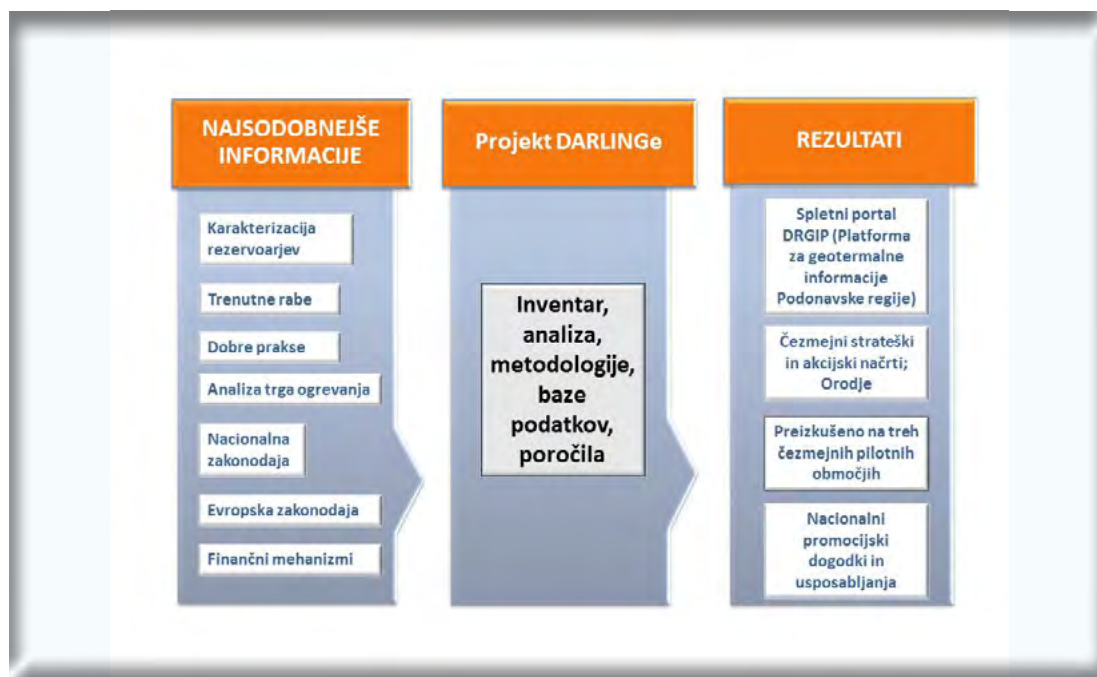 NAJSODOBNEJŠE
INFORMACIJE
Karakterizacija
rezervoarjev
Trenutne rabe
Dobre prakse
Analiza trga ogrevanja
Nacionalna
zakonodaja
Evropska zakonodaja
Finančni mehanizmi
Projekt DARLINGe
Inventar,
analiza,
metodologije,
baze
podatkov,
poročila
REZULTATI
Spletni portal
DRGIP (Platforma
za geotermalne
informacije
Podonavske regije)
Čezmejni strateški
in akcijski načrti;
Orodje
Preizkušeno na treh
čezmejnih pilotnih
območjih
Nacionalni
promocijski
dogodki in
usposabljanja